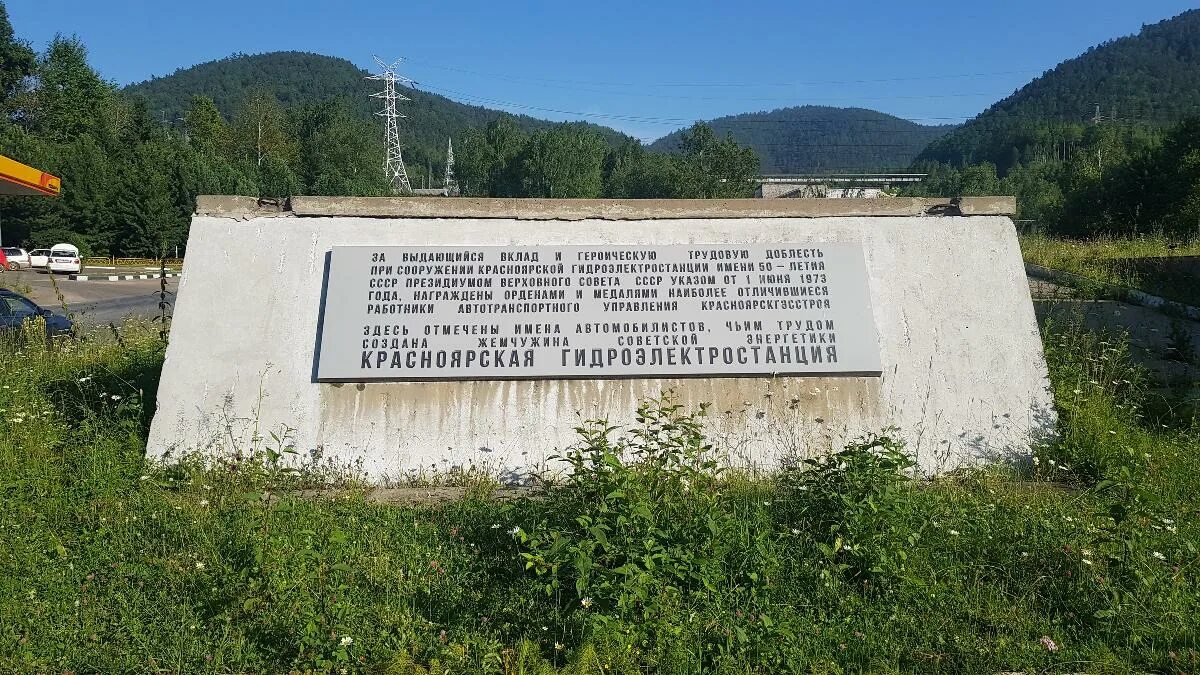 ЗА ВЫДАЮЩИЙСЯ ВКЛАД И ГЕРОИЧЕСКУЮ ТРУДОВУЮ ДОБЛЕСТЬ
ПРИ СООРУЖЕНИИ КРАСНОЯРСКОЙ ГИДРОЭЛЕКТРОСТАНЦИИ ИМЕНИ 50-ЛЕТИЯ
СССР ПРЕЗИДИУМОМ ВЕРХОВНОГО СОВЕТА СССР УКАЗОМ ОТ 1 ИЮНЯ 1973
ГОДА, НАГРАЖДЕНЫ ОРДЕНАМИ И МЕДАЛЯМИ НАИБОЛЕЕ ОТЛИЧИВШИЕСЯ
РАБОТНИКИ АВТОТРАНСПОРТНОГО УПРАВЛЕНИЯ КРАСНОЯРСКГЭССТРОЯ
ЗДЕСЬ ОТМЕЧЕНЫ ИМЕНА АВТОМОБИЛИСТОВ, ЧЬИМ ТРУДОМ
СОЗДАНА ЖЕМЧУЖИНА СОВЕТСКОЙ ЭНЕРГЕТИКИ
КРАСНОЯРСКАЯ ГИДРОЭЛЕКТРОСТАНЦИЯ